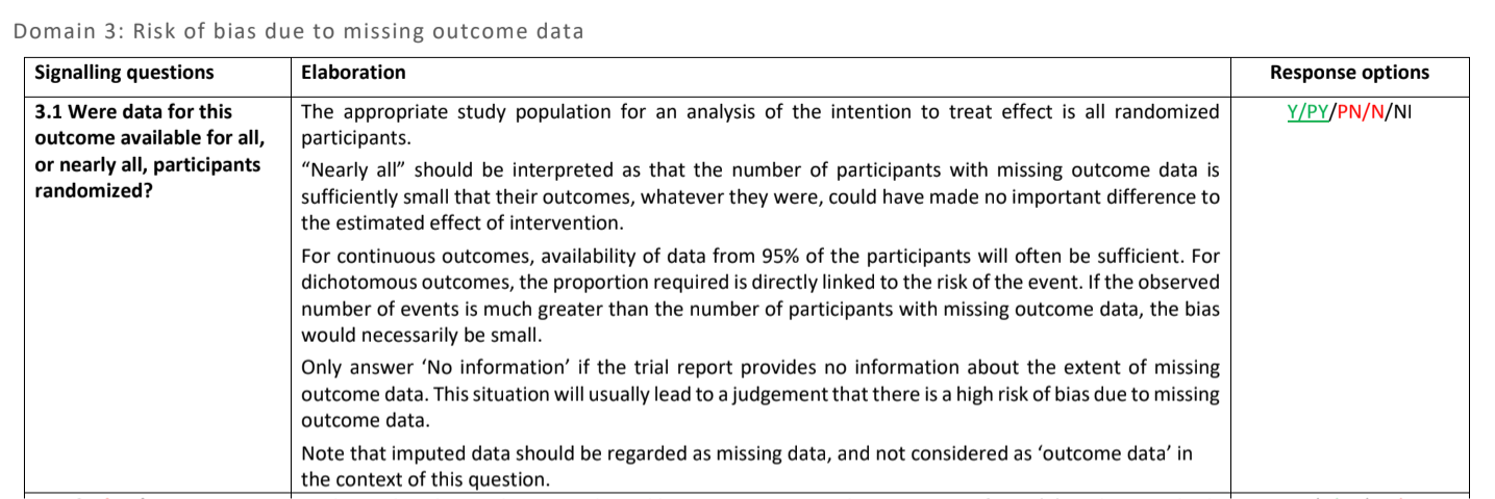 Domain 3: Risk of bias due to missing outcome data
Signalling questions
Elaboration
Response options
3.1 Were data for this
outcome available for all,
or nearly all, participants
randomized?
The appropriate study population for an analysis of the intention to treat effect is all randomized
participants.
“Nearly all” should be interpreted as that the number of participants with missing outcome data is
sufficiently small that their outcomes, whatever they were, could have made no important difference to
the estimated effect of intervention.
For continuous outcomes, availability of data from 95% of the participants will often be sufficient. For
dichotomous outcomes, the proportion required is directly linked to the risk of the event. If the observed
number of events is much greater than the number of participants with missing outcome data, the bias
would necessarily be small.
Only answer ‘No information’ if the trial report provides no information about the extent of missing
outcome data. This situation will usually lead to a judgement that there is a high risk of bias due to missing
outcome data.
Note that imputed data should be regarded as missing data, and not considered as ‘outcome data’ in
the context of this question.
Y/PY/PN/N/NI